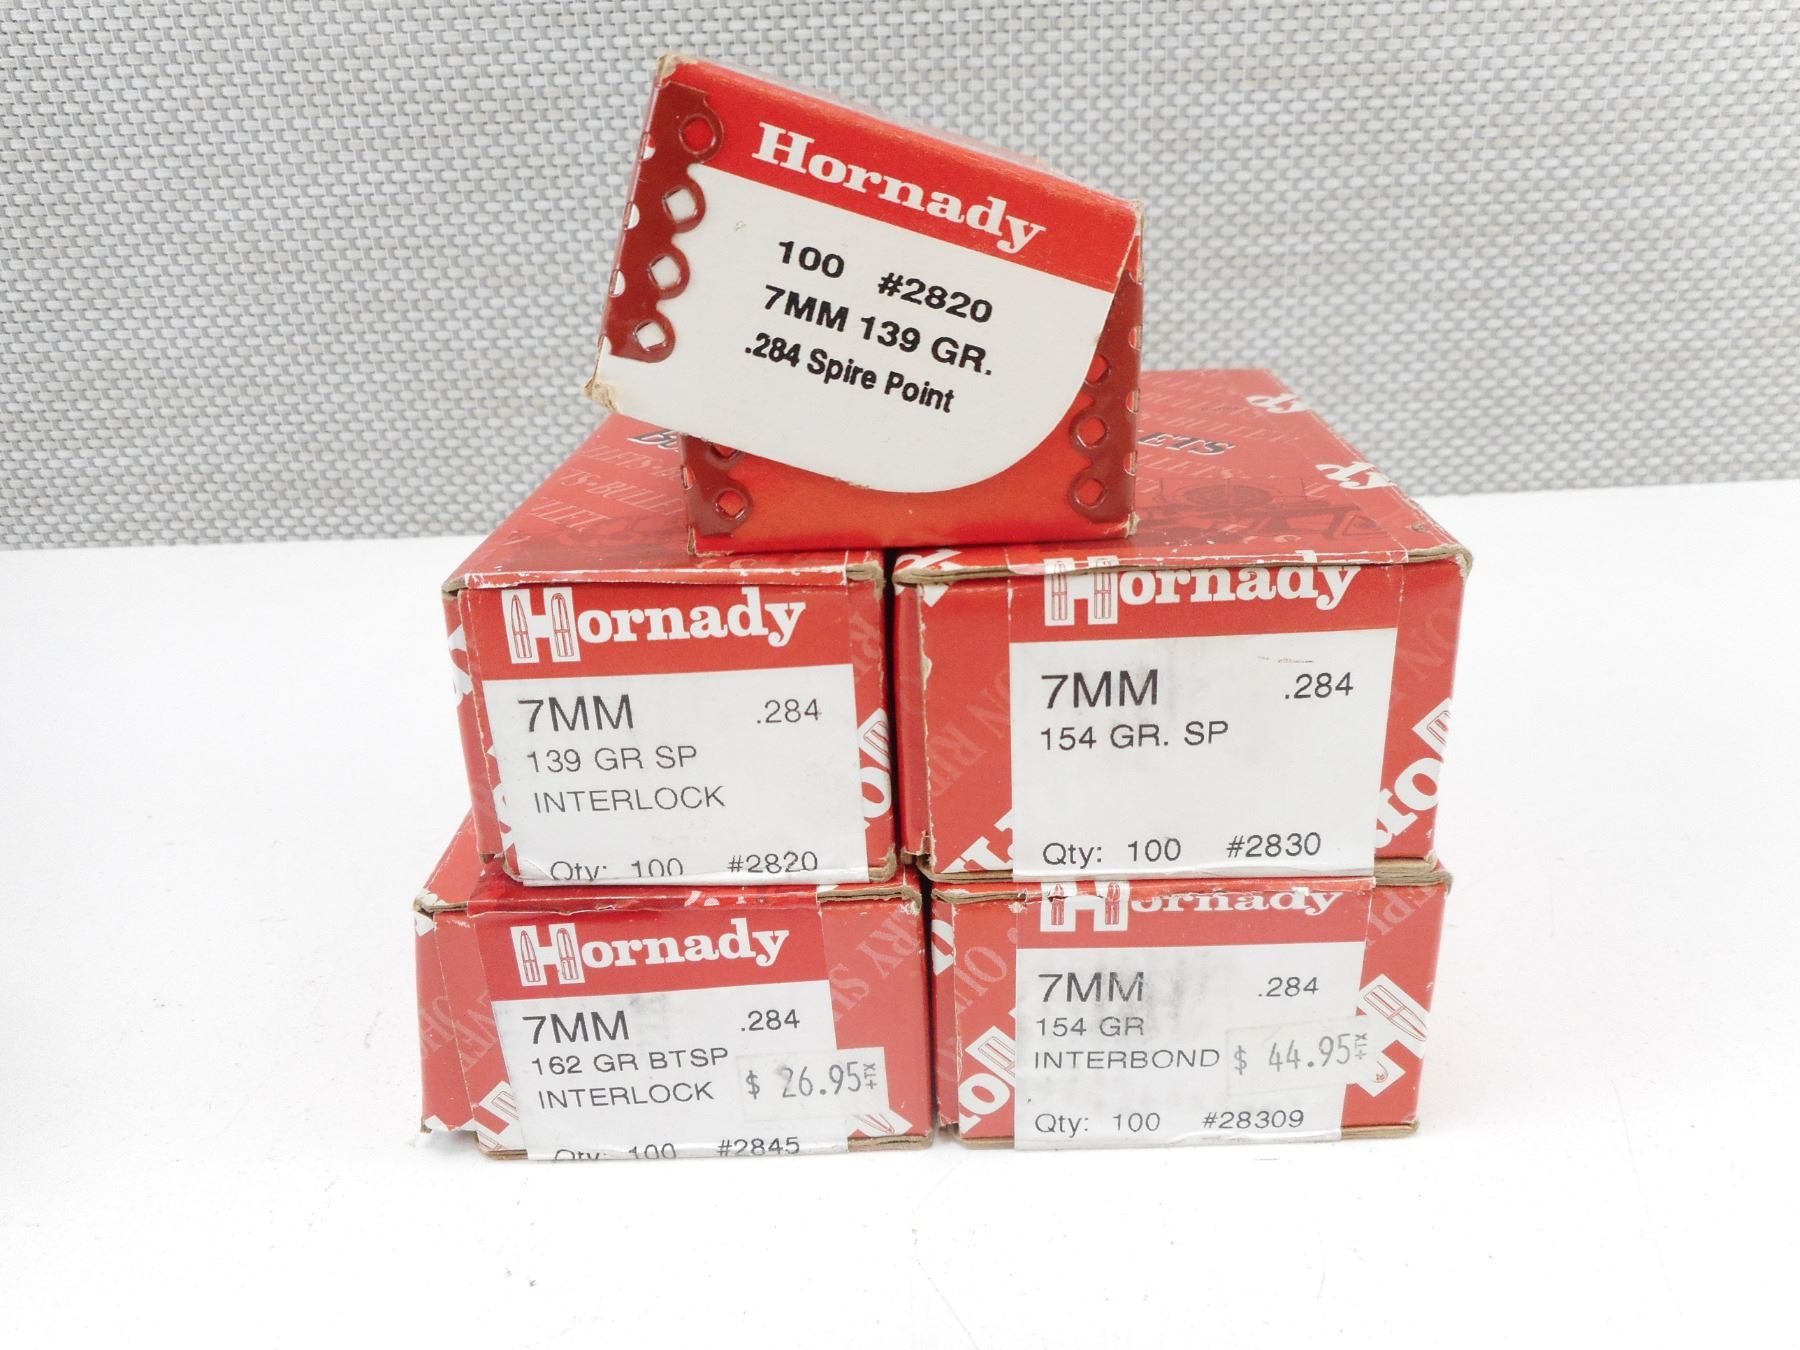 Hornady
100 #2820
7MM 139 GR.
.284 Spire Point
Hornady
7MM .284
139 GR SP
INTERLOCK
Qty: 100 #2820
Hornady
7MM .284
154 GR. SP
Qty: 100 #2830
Hornady
7MM .284
162 GR BTSP
INTERLOCK
$ 26.95
Qty: 100 #2845
Hornady
7MM .284
154 GR
INTERBOND
$ 44.95
Qty: 100 #28309